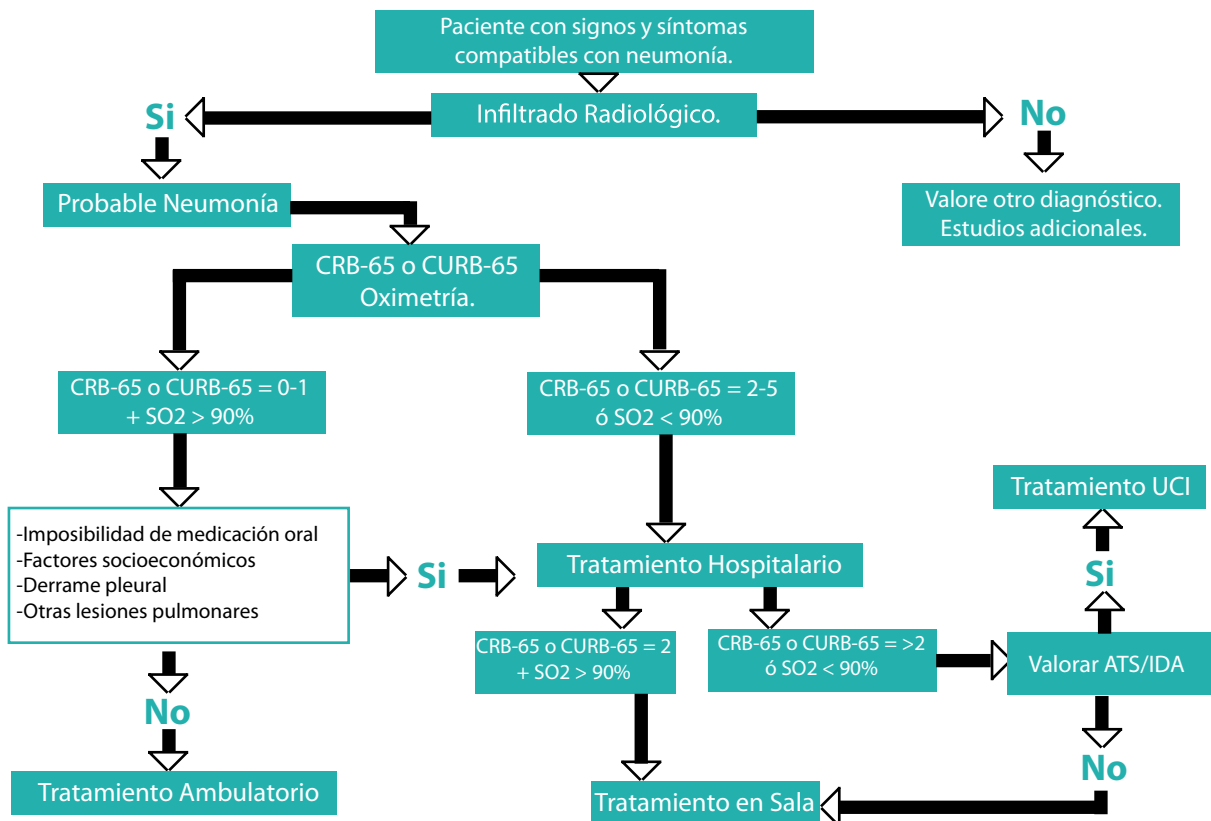 Paciente con signos y síntomas
compatibles con neumonía.
Infiltrado Radiológico.
Si
No
Probable Neumonía
Valore otro diagnóstico.
Estudios adicionales.
CRB-65 o CURB-65
Oximetría.
CRB-65 o CURB-65 = 0-1
+ SO2 > 90%
CRB-65 o CURB-65 = 2-5
ó SO2 < 90%
-Imposibilidad de medicación oral
-Factores socioeconómicos
-Derrame pleural
-Otras lesiones pulmonares
Si
Tratamiento Hospitalario
Tratamiento UCI
Si
CRB-65 o CURB-65 = 2
+ SO2 > 90%
CRB-65 o CURB-65 = >2
ó SO2 < 90%
Valorar ATS/IDA
No
No
Tratamiento Ambulatorio
Tratamiento en Sala